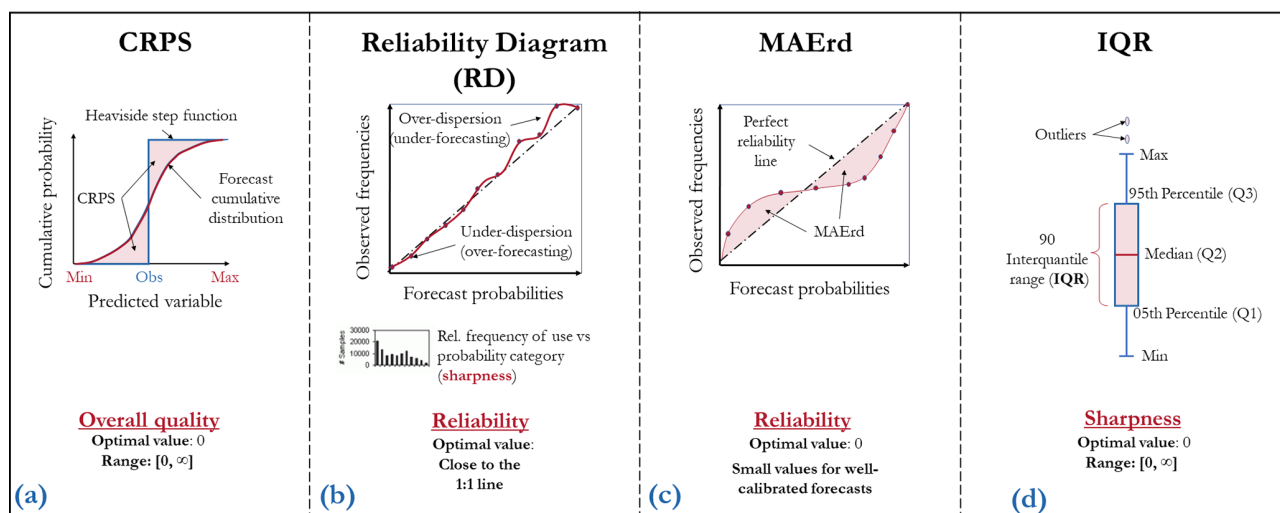 CRPS
Heaviside step function
Cumulative probability
CRPS
Forecast
cumulative
distribution
Min
Obs
Max
Predicted variable
Overall quality
Optimal value: 0
Range: [0, ∞]
(a)
Reliability Diagram
(RD)
Observed frequencies
Over-dispersion
(under-forecasting)
Under-dispersion
(over-forecasting)
Forecast probabilities
# Samples
30000
20000
10000
0
Rel. frequency of use vs
probability category
(sharpness)
Reliability
Optimal value:
Close to the
1:1 line
(b)
MAErd
Observed frequencies
Perfect
reliability
line
MAErd
Forecast probabilities
Reliability
Optimal value: 0
Small values for well-
calibrated forecasts
(c)
IQR
Outliers
Max
95th Percentile (Q3)
90
Interquantile
range (IQR)
Median (Q2)
05th Percentile (Q1)
Min
Sharpness
Optimal value: 0
Range: [0, ∞]
(d)